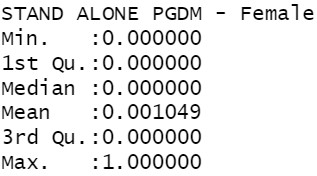 STAND ALONE PGDM - Female
Min.   :0.000000
1st Qu.:0.000000
Median :0.000000
Mean   :0.001049
3rd Qu.:0.000000
Max.   :1.000000